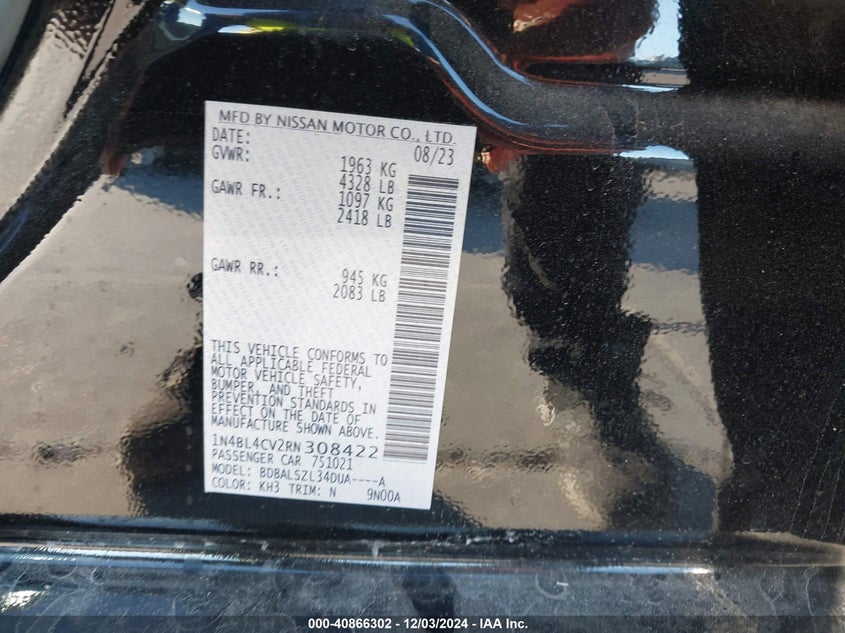 MFD BY NISSAN MOTOR CO., LTD.
DATE: 08/23
GVWR: 1963 KG
4328 LB
GAWR FR.: 1097 KG
2418 LB
GAWR RR.: 945 KG
2083 LB
THIS VEHICLE CONFORMS TO
ALL APPLICABLE FEDERAL
MOTOR VEHICLE SAFETY,
BUMPER, AND THEFT
PREVENTION STANDARDS IN
EFFECT ON THE DATE OF
MANUFACTURE SHOWN ABOVE.
1N4BL4CV2RN308422
PASSENGER CAR 751021
MODEL: BDBALSZL34DUA----A
COLOR: KH3 TRIM: N 9N00A
000-40866302 - 12/03/2024 - IAA Inc.